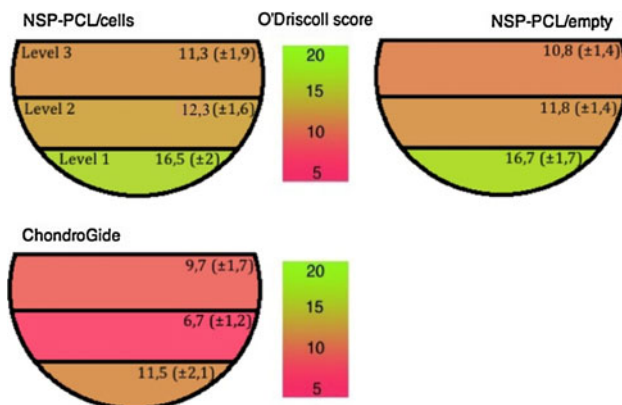 NSP-PCL/cells
O'Driscoll score
NSP-PCL/empty
Level 3 11,3 (±1,9)
Level 2 12,3 (±1,6)
Level 1 16,5 (±2)
20
15
10
5
10,8 (±1,4)
11,8 (±1,4)
16,7 (±1,7)
ChondroGide
9,7 (±1,7)
6,7 (±1,2)
11,5 (±2,1)
20
15
10
5